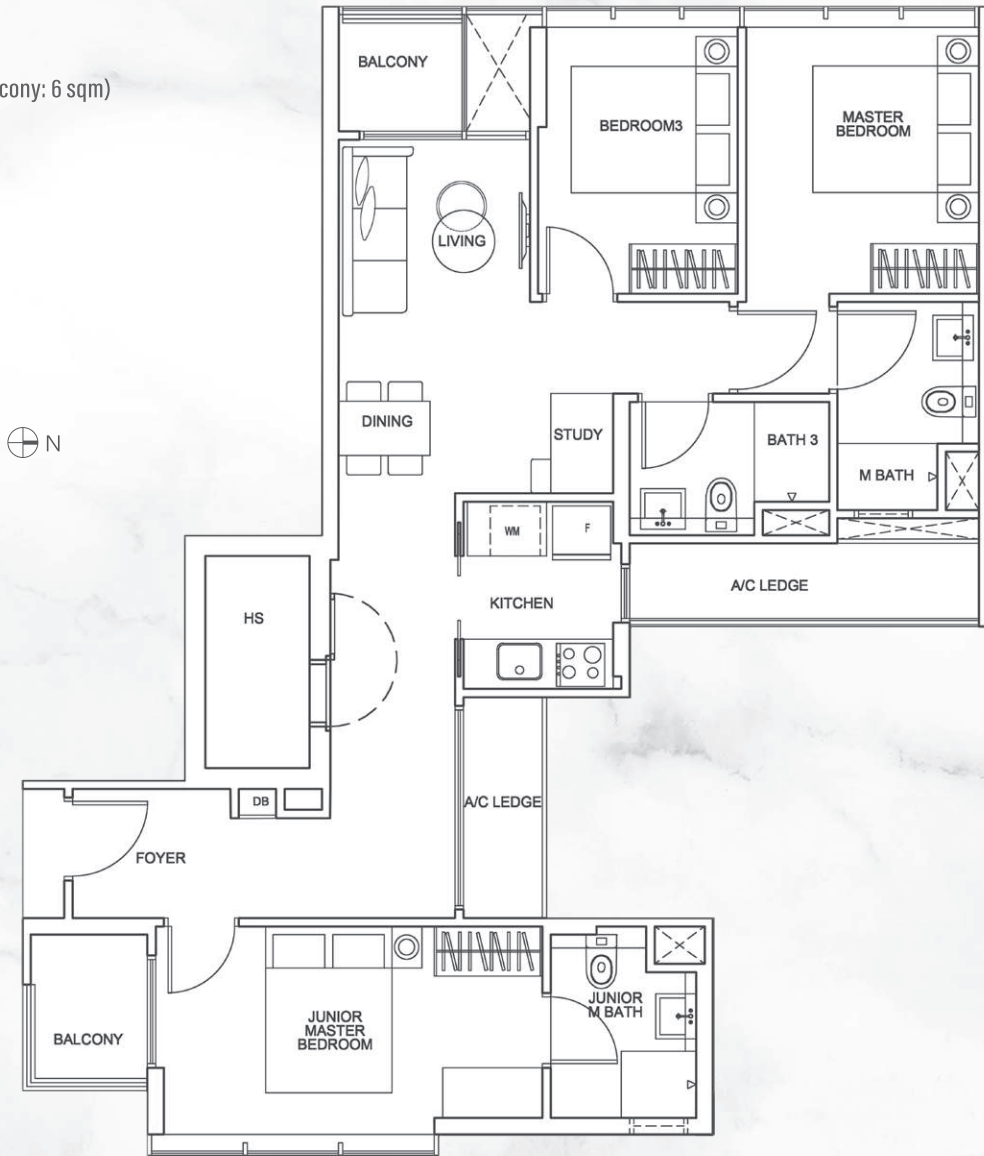 cony: 6 sqm)
BALCONY
BEDROOM3
MASTER
BEDROOM
LIVING
DINING
STUDY
BATH 3
M BATH
N
WM
F
KITCHEN
A/C LEDGE
HS
DB
A/C LEDGE
FOYER
BALCONY
JUNIOR
MASTER
BEDROOM
JUNIOR
M BATH